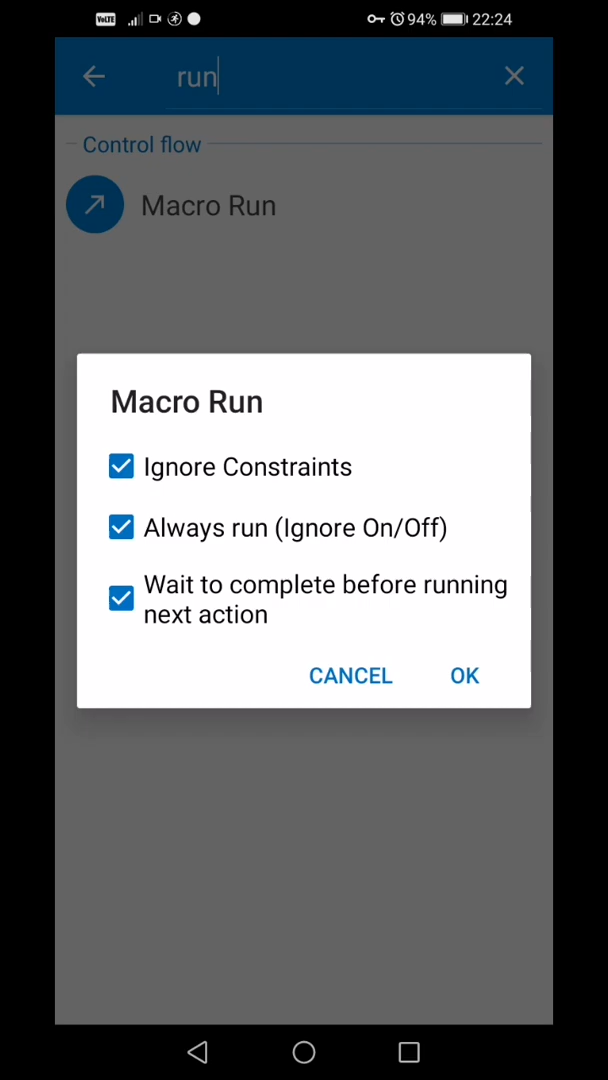 VoLTE 94% 22:24
run
Control flow
Macro Run
Macro Run
Ignore Constraints
Always run (Ignore On/Off)
Wait to complete before running
next action
CANCEL OK